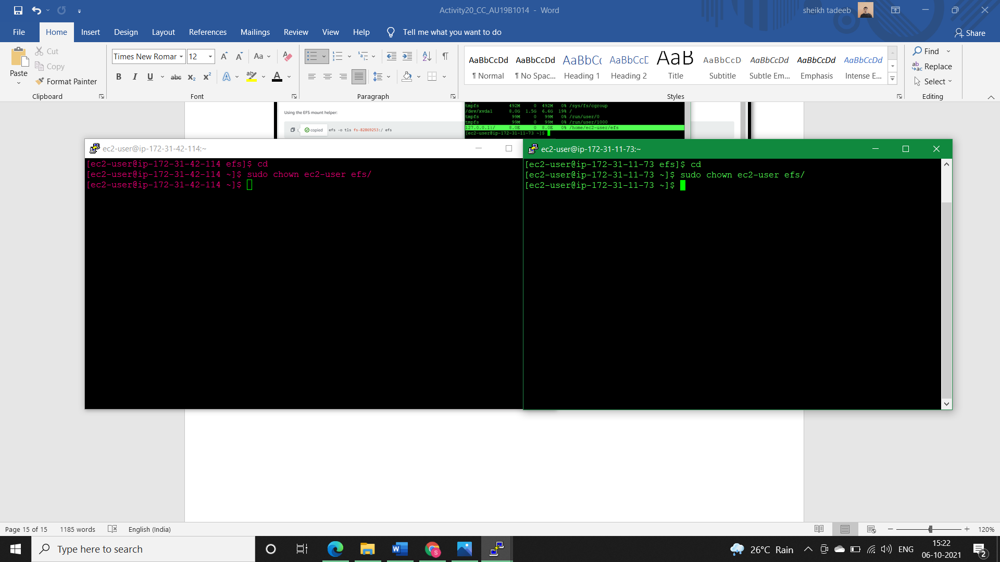 Activity20_CC_AU19B1014 - Word
sheikh tadeeb
File Home Insert Design Layout References Mailings Review View Help Tell me what you want to do
Share
Paste
Cut
Copy
Format Painter
Clipboard
Times New Roman 12
Font
Paragraph
AaBbCcDd AaBbCcDd AaBbC AaBbCcD AaB AaBbCcD AaBbCcDd AaBbCcDd AaBbCcDd
¶ Normal ¶ No Spac... Heading 1 Heading 2 Title Subtitle Subtle Em... Emphasis Intense E...
Styles
Find
Replace
Select
Editing
Using the EFS mount helper:
copied efs -o tls fs-82869253:/ efs
tmpfs 492M 0 492M 0% /sys/fs/cgroup
/dev/xvda1 8.0G 1.5G 6.6G 19% /
tmpfs 99M 0 99M 0% /run/user/0
tmpfs 99M 0 99M 0% /run/user/1000
127.0.0.1:/ 8.0E 0 8.0E 0% /home/ec2-user/efs
[ec2-user@ip-172-31-11-73 ~]$
ec2-user@ip-172-31-42-114:~
[ec2-user@ip-172-31-42-114 efs]$ cd
[ec2-user@ip-172-31-42-114 ~]$ sudo chown ec2-user efs/
[ec2-user@ip-172-31-42-114 ~]$
ec2-user@ip-172-31-11-73:~
[ec2-user@ip-172-31-11-73 efs]$ cd
[ec2-user@ip-172-31-11-73 ~]$ sudo chown ec2-user efs/
[ec2-user@ip-172-31-11-73 ~]$
Page 15 of 15 1185 words English (India)
120%
Type here to search
26°C Rain
ENG
15:22
06-10-2021
2